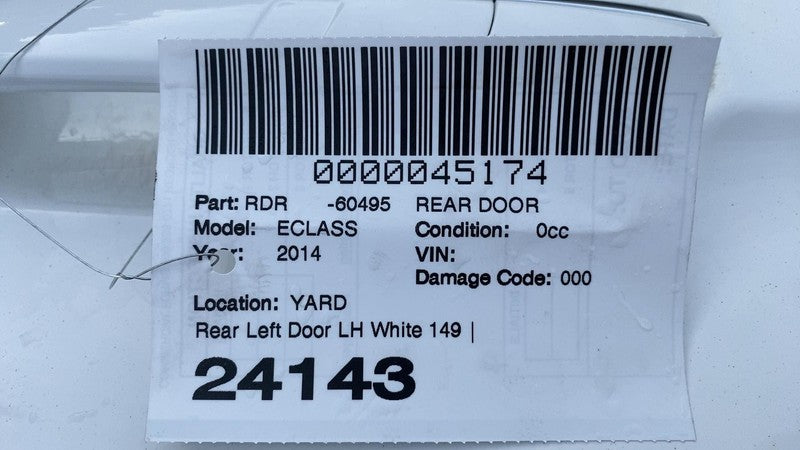 0000045174
Part: RDR -60495 REAR DOOR
Model: ECLASS Condition: 0cc
Year: 2014 VIN:
Damage Code: 000
Location: YARD
Rear Left Door LH White 149 |
24143